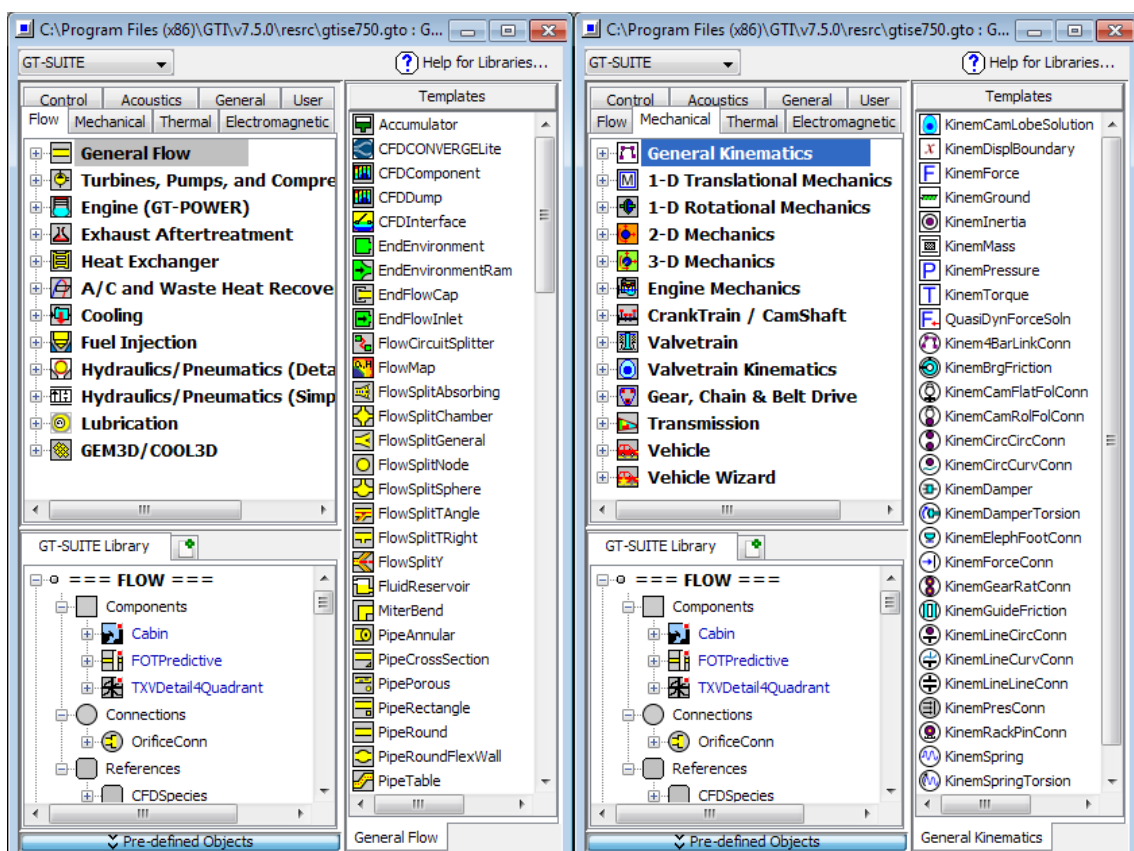 C:\Program Files (x86)\GTI\v7.5.0\resrc\gtise750.gto : G...
GT-SUITE
Help for Libraries...
Control Acoustics General User
Flow Mechanical Thermal Electromagnetic
General Flow
Turbines, Pumps, and Compre
Engine (GT-POWER)
Exhaust Aftertreatment
Heat Exchanger
A/C and Waste Heat Recove
Cooling
Fuel Injection
Hydraulics/Pneumatics (Deta
Hydraulics/Pneumatics (Simp
Lubrication
GEM3D/COOL3D
GT-SUITE Library
=== FLOW ===
Components
Cabin
FOTPredictive
TXVDetail4Quadrant
Connections
OrificeConn
References
CFDSpecies
Pre-defined Objects
Templates
Accumulator
CFDCONVERGELite
CFDComponent
CFDDump
CFDInterface
EndEnvironment
EndEnvironmentRam
EndFlowCap
EndFlowInlet
FlowCircuitSplitter
FlowMap
FlowSplitAbsorbing
FlowSplitChamber
FlowSplitGeneral
FlowSplitNode
FlowSplitSphere
FlowSplitTAngle
FlowSplitTRight
FlowSplitY
FluidReservoir
MiterBend
PipeAnnular
PipeCrossSection
PipePorous
PipeRectangle
PipeRound
PipeRoundFlexWall
PipeTable
General Flow
C:\Program Files (x86)\GTI\v7.5.0\resrc\gtise750.gto : G...
GT-SUITE
Help for Libraries...
Control Acoustics General User
Flow Mechanical Thermal Electromagnetic
General Kinematics
1-D Translational Mechanics
1-D Rotational Mechanics
2-D Mechanics
3-D Mechanics
Engine Mechanics
CrankTrain / CamShaft
Valvetrain
Valvetrain Kinematics
Gear, Chain & Belt Drive
Transmission
Vehicle
Vehicle Wizard
GT-SUITE Library
=== FLOW ===
Components
Cabin
FOTPredictive
TXVDetail4Quadrant
Connections
OrificeConn
References
CFDSpecies
Pre-defined Objects
Templates
KinemCamLobeSolution
KinemDisplBoundary
KinemForce
KinemGround
KinemInertia
KinemMass
KinemPressure
KinemTorque
QuasiDynForceSoln
Kinem4BarLinkConn
KinemBrgFriction
KinemCamFlatFolConn
KinemCamRolFolConn
KinemCircCircConn
KinemCircCurvConn
KinemDamper
KinemDamperTorsion
KinemElephFootConn
KinemForceConn
KinemGearRatConn
KinemGuideFriction
KinemLineCircConn
KinemLineCurvConn
KinemLineLineConn
KinemPresConn
KinemRackPinConn
KinemSpring
KinemSpringTorsion
General Kinematics